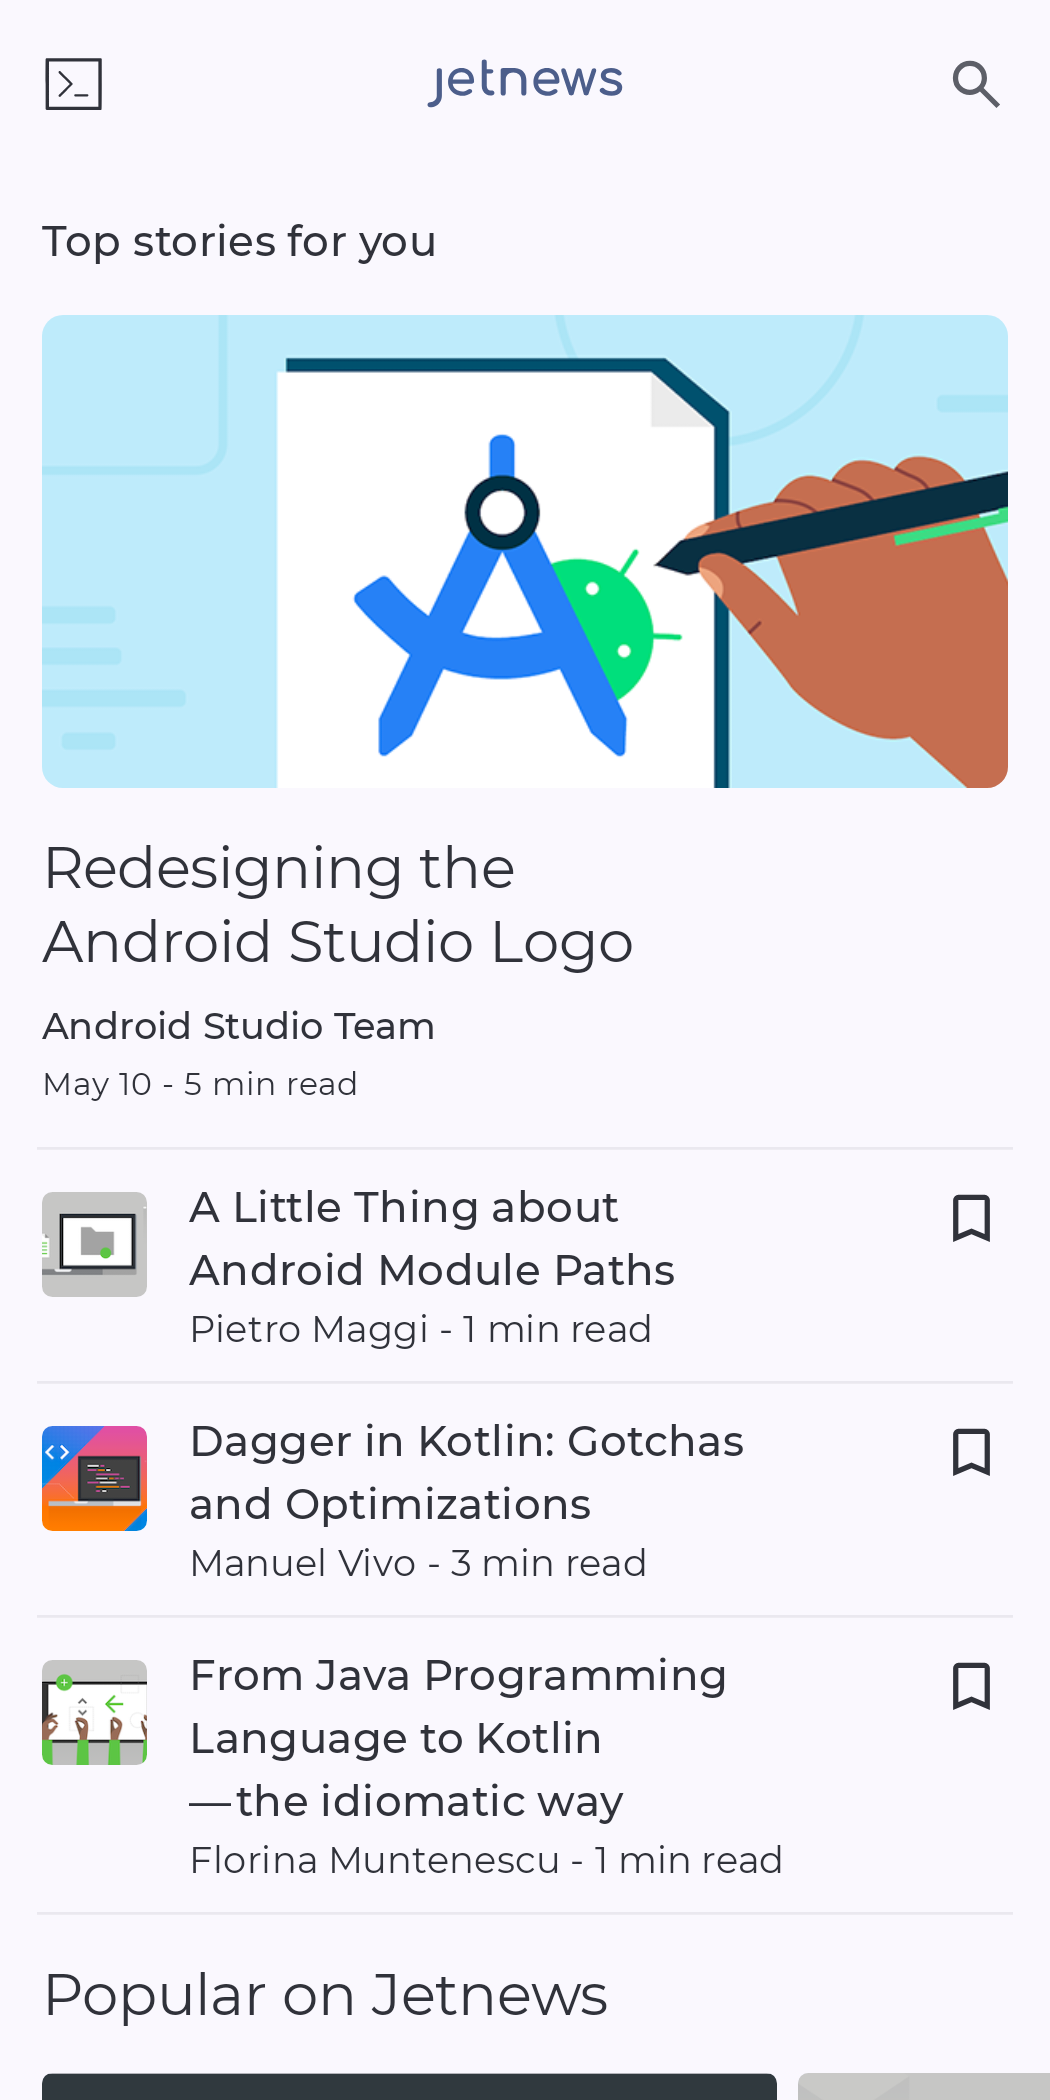 jetnews
Top stories for you
Redesigning the
Android Studio Logo
Android Studio Team
May 10 - 5 min read
A Little Thing about
Android Module Paths
Pietro Maggi - 1 min read
Dagger in Kotlin: Gotchas
and Optimizations
Manuel Vivo - 3 min read
From Java Programming
Language to Kotlin
—the idiomatic way
Florina Muntenescu - 1 min read
Popular on Jetnews